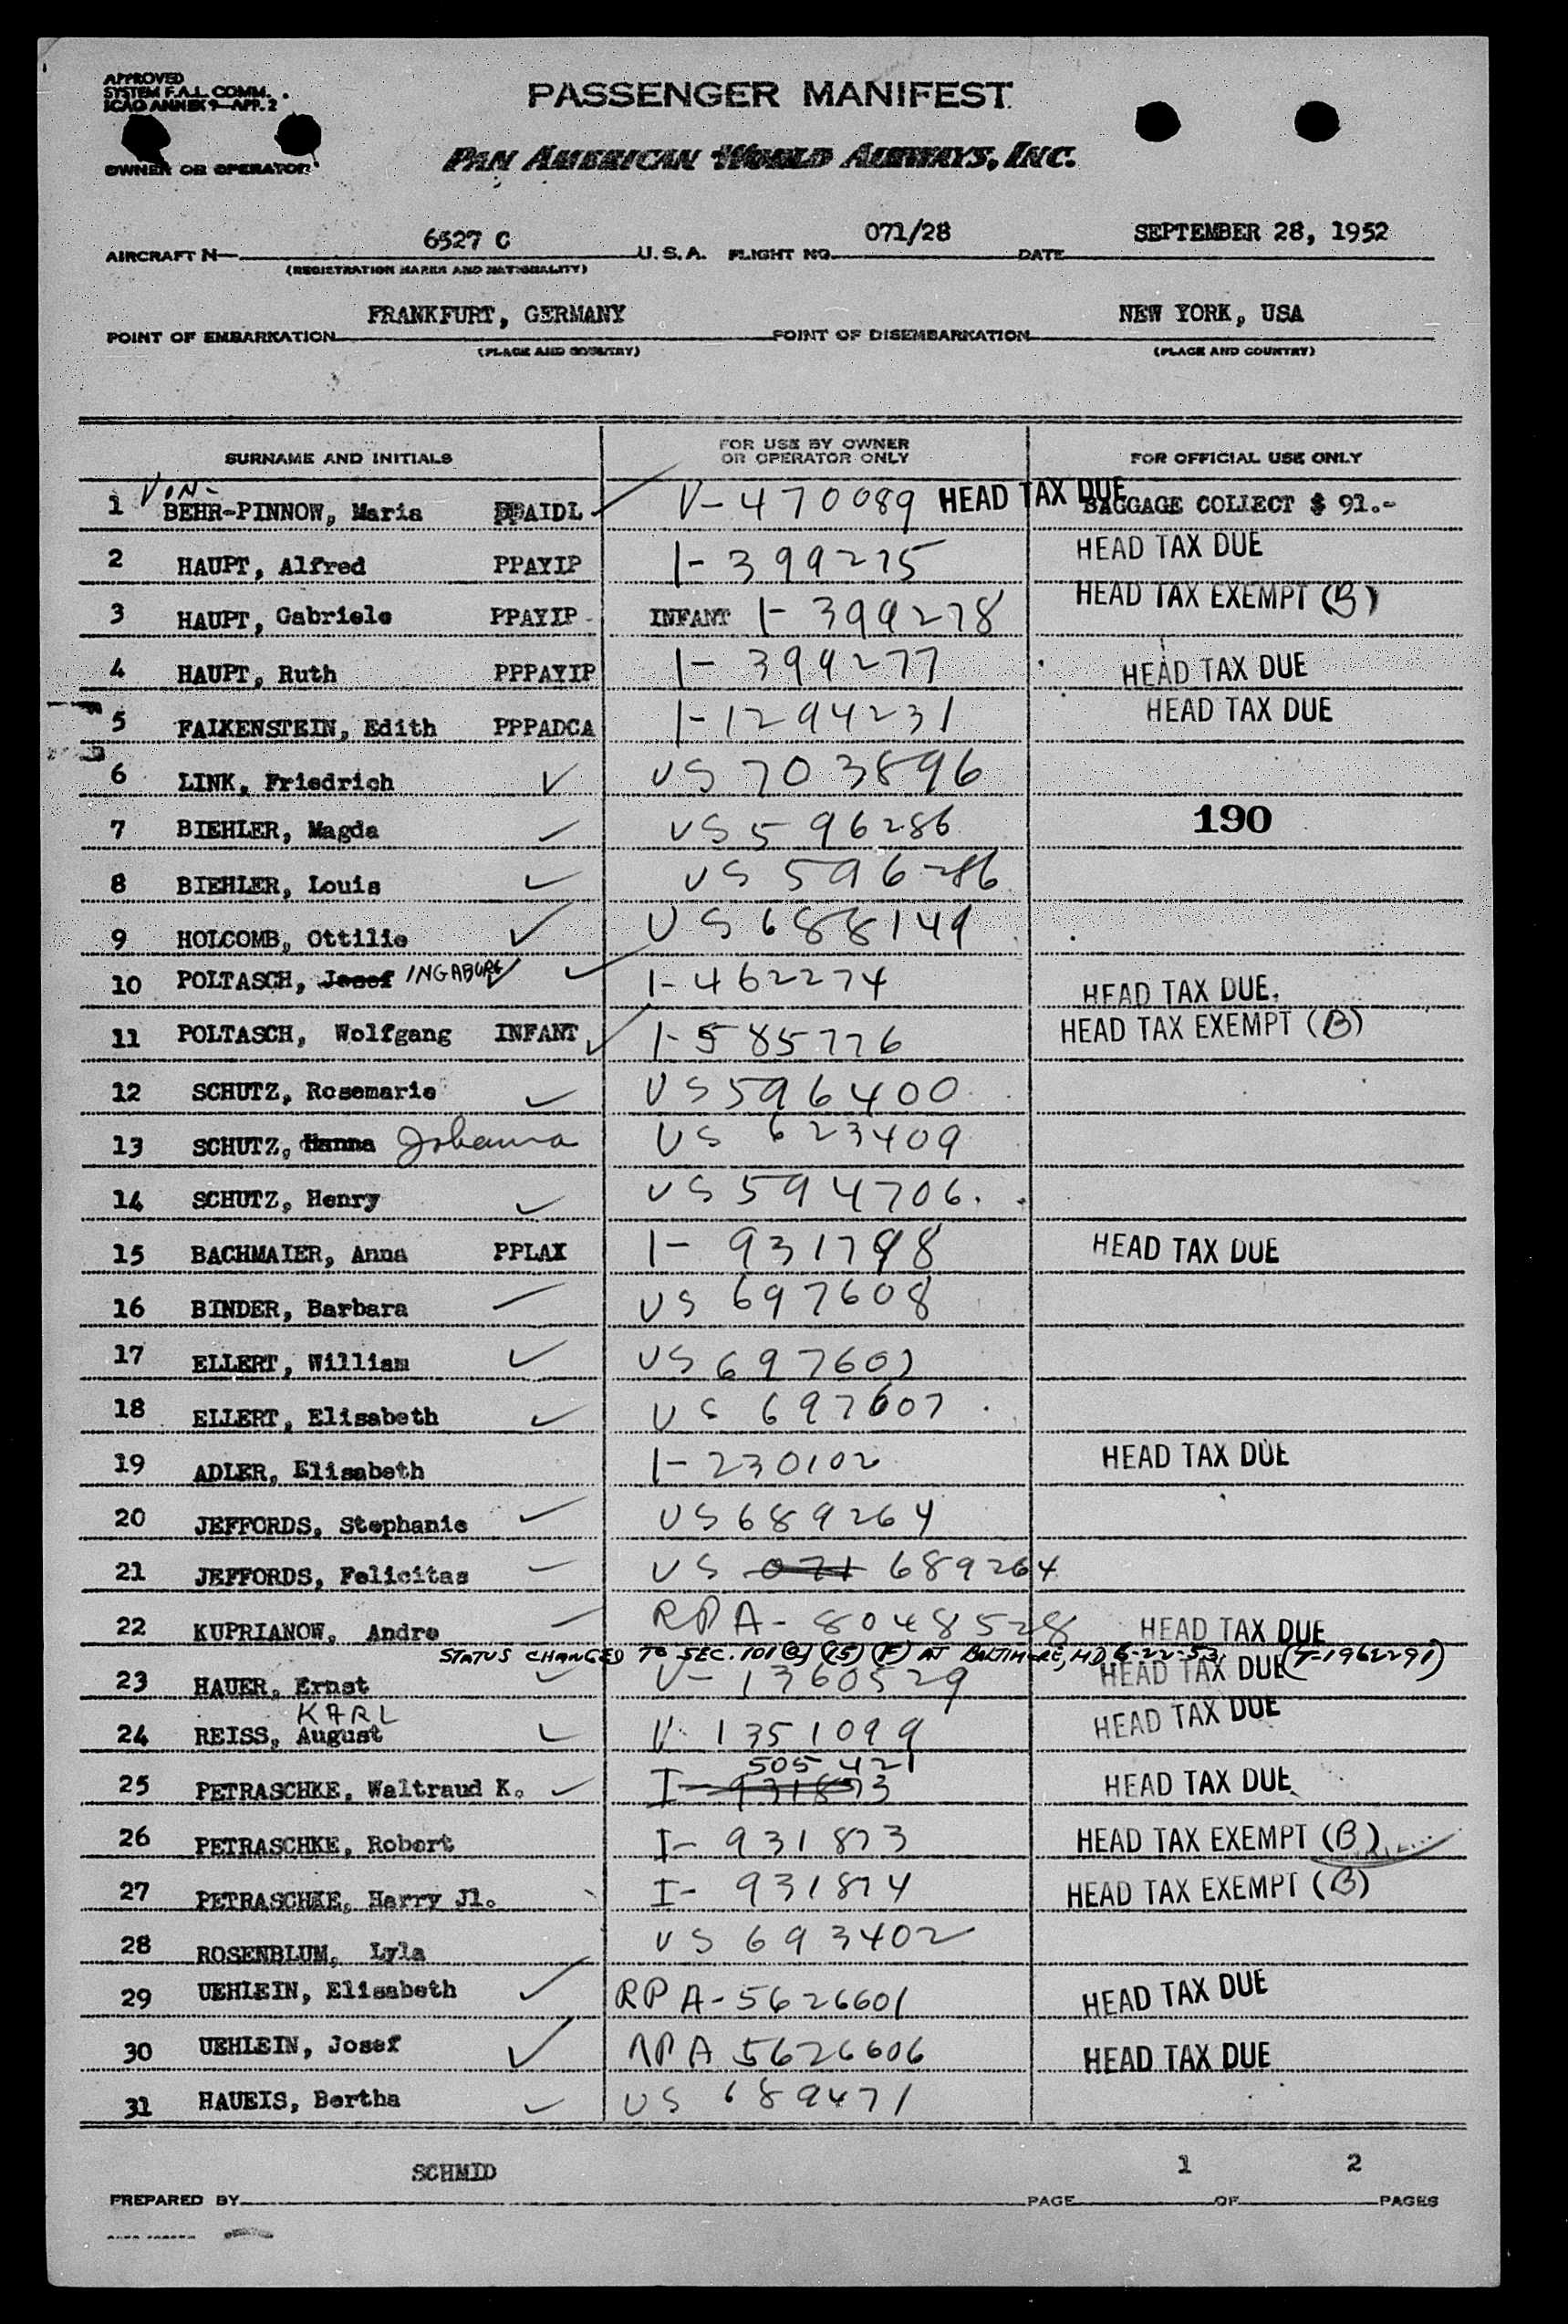 APPROVED
SYSTEM F.A.L. COMM.
ICAO ANNEX 9—APP. 2
PASSENGER MANIFEST
OWNER OR OPERATOR
PAN AMERICAN WORLD AIRWAYS, INC.
AIRCRAFT N— 6527 C U.S.A. FLIGHT NO. 071/28 DATE SEPTEMBER 28, 1952
(REGISTRATION MARKS AND NATIONALITY)
POINT OF EMBARKATION FRANKFURT, GERMANY POINT OF DISEMBARKATION NEW YORK, USA
(PLACE AND COUNTRY) (PLACE AND COUNTRY)
SURNAME AND INITIALS FOR USE BY OWNER OR OPERATOR ONLY FOR OFFICIAL USE ONLY
VON-
1 BEHR-PINNOW, Maria PPAIDL V-470089 HEAD TAX DUE BAGGAGE COLLECT $ 91.-
2 HAUPT, Alfred PPAYIP I-399275 HEAD TAX DUE
3 HAUPT, Gabriele PPAYIP INFANT I-399278 HEAD TAX EXEMPT (B)
4 HAUPT, Ruth PPPAYIP I-399277 HEAD TAX DUE
5 FALKENSTEIN, Edith PPPADCA I-1294231 HEAD TAX DUE
6 LINK, Friedrich US 703896
7 BIEHLER, Magda US 596286 190
8 BIEHLER, Louis US 596286
9 HOLCOMB, Ottilie US 688149
10 POLTASCH, Josef INGABURG I-462274 HEAD TAX DUE.
11 POLTASCH, Wolfgang INFANT I-585776 HEAD TAX EXEMPT (B)
12 SCHUTZ, Rosemarie US 596400
13 SCHUTZ, Hanna Johanna US 623409
14 SCHUTZ, Henry US 594706.
15 BACHMAIER, Anna PPLAX I-931798 HEAD TAX DUE
16 BINDER, Barbara US 697608
17 ELLERT, William US 697607
18 ELLERT, Elisabeth US 697607
19 ADLER, Elisabeth I-230102 HEAD TAX DUE
20 JEFFORDS, Stephanie US 689264
21 JEFFORDS, Felicitas US 071 689264
22 KUPRIANOW, Andre RPA-8048528 HEAD TAX DUE
STATUS CHANGED TO SEC. 101 (a) (15) (F) AT BALTIMORE, MD 6-22-53 (T-1962291)
23 HAUER, Ernst V-1360529 HEAD TAX DUE
KARL
24 REISS, August V-1351099 HEAD TAX DUE
505421
25 PETRASCHKE, Waltraud K. I-931873 HEAD TAX DUE
26 PETRASCHKE, Robert I-931873 HEAD TAX EXEMPT (B)
27 PETRASCHKE, Harry Jl. I-931874 HEAD TAX EXEMPT (B)
28 ROSENBLUM, Lyla US 693402
29 UEHLEIN, Elisabeth RPA-5626601 HEAD TAX DUE
30 UEHLEIN, Josef RPA 5626606 HEAD TAX DUE
31 HAUEIS, Bertha US 689471
PREPARED BY SCHMID PAGE 1 OF 2 PAGES